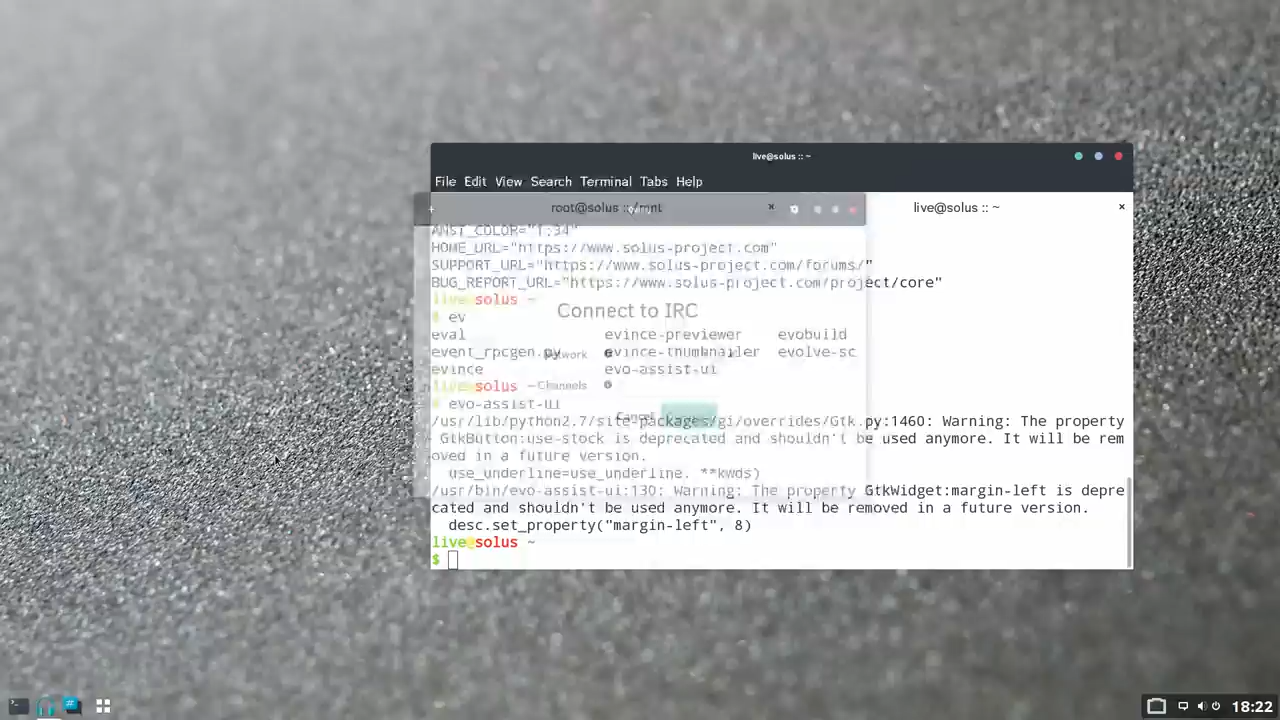 live@solus :: ~
File Edit View Search Terminal Tabs Help
root@solus :: /mnt × live@solus :: ~ ×
ANSI_COLOR="1;34"
HOME_URL="https://www.solus-project.com"
SUPPORT_URL="https://www.solus-project.com/forums/"
BUG_REPORT_URL="https://www.solus-project.com/project/core"
live@solus ~
Connect to IRC
$ ev
eval evince-previewer evobuild
event_rpcgen.py evince-thumbnailer evolve-sc
Network
evince evo-assist-ui
live@solus ~
Channels
$ evo-assist-ui
Cancel
/usr/lib/python2.7/site-packages/gi/overrides/Gtk.py:1460: Warning: The property
GtkButton:use-stock is deprecated and shouldn't be used anymore. It will be rem
oved in a future version.
use_underline=use_underline, **kwds)
/usr/bin/evo-assist-ui:130: Warning: The property GtkWidget:margin-left is depre
cated and shouldn't be used anymore. It will be removed in a future version.
desc.set_property("margin-left", 8)
live@solus ~
$
18:22